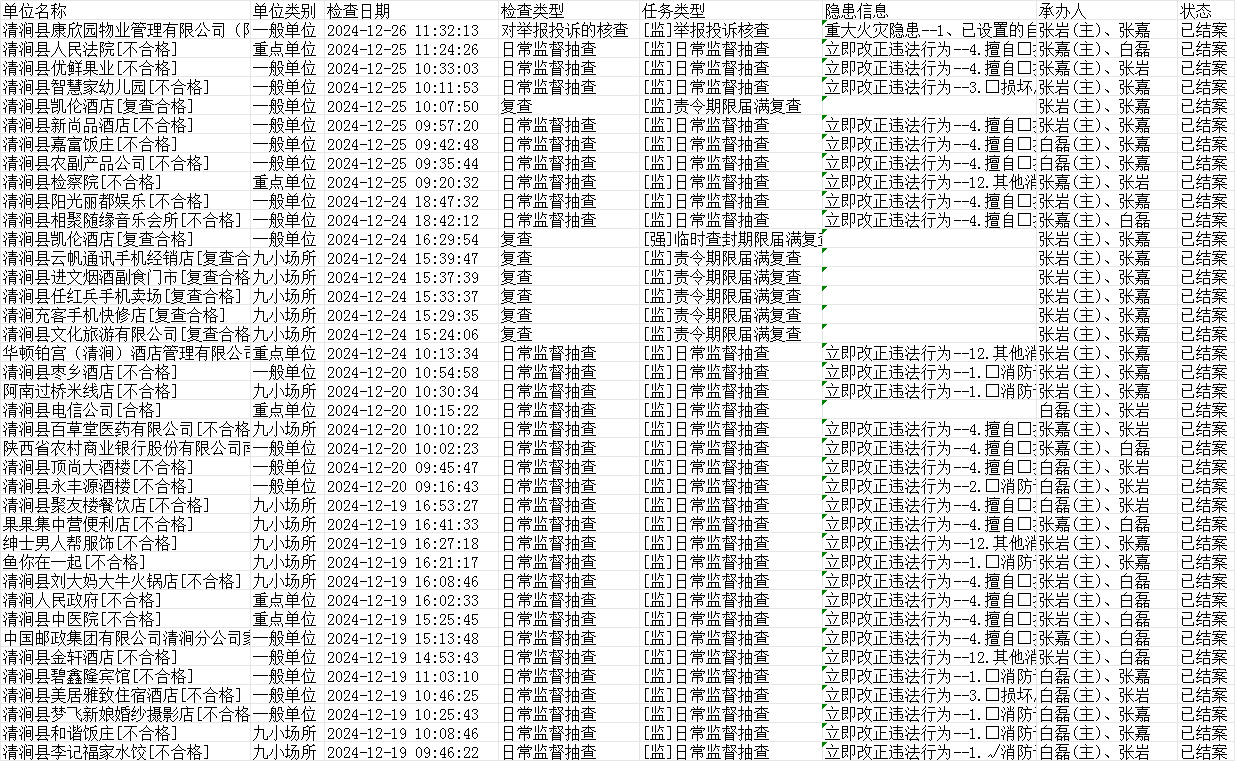 单位名称 单位类别 检查日期 检查类型 任务类型 隐患信息 承办人 状态
清涧县康欣园物业管理有限公司（ 一般单位 2024-12-26 11:32:13 对举报投诉的核查 [监]举报投诉核查 重大火灾隐患--1、已设置的自 张岩(主)、张嘉 已结案
清涧县人民法院[不合格] 重点单位 2024-12-25 11:24:26 日常监督抽查 [监]日常监督抽查 立即改正违法行为--4.擅自□ 张嘉(主)、白磊 已结案
清涧县优鲜果业[不合格] 一般单位 2024-12-25 10:33:03 日常监督抽查 [监]日常监督抽查 立即改正违法行为--4.擅自□ 张嘉(主)、张岩 已结案
清涧县智慧家幼儿园[不合格] 一般单位 2024-12-25 10:11:53 日常监督抽查 [监]日常监督抽查 立即改正违法行为--3.□损坏 张岩(主)、张嘉 已结案
清涧县凯伦酒店[复查合格] 一般单位 2024-12-25 10:07:50 复查 [监]责令期限届满复查 张岩(主)、张嘉 已结案
清涧县新尚品酒店[不合格] 一般单位 2024-12-25 09:57:20 日常监督抽查 [监]日常监督抽查 立即改正违法行为--4.擅自□ 张岩(主)、张嘉 已结案
清涧县嘉富饭庄[不合格] 一般单位 2024-12-25 09:42:48 日常监督抽查 [监]日常监督抽查 立即改正违法行为--4.擅自□ 白磊(主)、张嘉 已结案
清涧县农副产品公司[不合格] 一般单位 2024-12-25 09:35:44 日常监督抽查 [监]日常监督抽查 立即改正违法行为--4.擅自□ 白磊(主)、张嘉 已结案
清涧县检察院[不合格] 重点单位 2024-12-25 09:20:32 日常监督抽查 [监]日常监督抽查 立即改正违法行为--12.其他消 白磊(主)、张岩 已结案
清涧县阳光丽都娱乐[不合格] 一般单位 2024-12-24 18:47:32 日常监督抽查 [监]日常监督抽查 立即改正违法行为--4.擅自□ 张岩(主)、张嘉 已结案
清涧县相聚随缘音乐会所[不合格] 一般单位 2024-12-24 18:42:12 日常监督抽查 [监]日常监督抽查 立即改正违法行为--4.擅自□ 张嘉(主)、白磊 已结案
清涧县凯伦酒店[复查合格] 一般单位 2024-12-24 16:29:54 复查 [强]临时查封期限届满复查 张岩(主)、张嘉 已结案
清涧县云帆通讯手机经销店[复查合 九小场所 2024-12-24 15:39:47 复查 [监]责令期限届满复查 张岩(主)、张嘉 已结案
清涧县进文烟酒副食门市[复查合格 九小场所 2024-12-24 15:37:39 复查 [监]责令期限届满复查 张岩(主)、张嘉 已结案
清涧县任红兵手机卖场[复查合格] 九小场所 2024-12-24 15:33:37 复查 [监]责令期限届满复查 张岩(主)、张嘉 已结案
清涧充客手机快修店[复查合格] 九小场所 2024-12-24 15:29:35 复查 [监]责令期限届满复查 张岩(主)、张嘉 已结案
清涧县文化旅游有限公司[复查合格 九小场所 2024-12-24 15:24:06 复查 [监]责令期限届满复查 张岩(主)、张嘉 已结案
华顿铂宫（清涧）酒店管理有限公司 重点单位 2024-12-24 10:13:34 日常监督抽查 [监]日常监督抽查 立即改正违法行为--12.其他消 张岩(主)、张嘉 已结案
清涧县枣乡酒店[不合格] 一般单位 2024-12-20 10:54:58 日常监督抽查 [监]日常监督抽查 立即改正违法行为--1.□消防 张岩(主)、张嘉 已结案
阿南过桥米线店[不合格] 九小场所 2024-12-20 10:30:34 日常监督抽查 [监]日常监督抽查 立即改正违法行为--1.□消防 张岩(主)、张嘉 已结案
清涧县电信公司[合格] 重点单位 2024-12-20 10:15:22 日常监督抽查 [监]日常监督抽查 白磊(主)、张岩 已结案
清涧县百草堂医药有限公司[不合格 九小场所 2024-12-20 10:10:22 日常监督抽查 [监]日常监督抽查 立即改正违法行为--4.擅自□ 张岩(主)、张嘉 已结案
陕西省农村商业银行股份有限公司 一般单位 2024-12-20 10:02:23 日常监督抽查 [监]日常监督抽查 立即改正违法行为--4.擅自□ 张嘉(主)、白磊 已结案
清涧县顶尚大酒楼[不合格] 一般单位 2024-12-20 09:45:47 日常监督抽查 [监]日常监督抽查 立即改正违法行为--4.擅自□ 白磊(主)、张岩 已结案
清涧县永丰源酒楼[不合格] 一般单位 2024-12-20 09:16:43 日常监督抽查 [监]日常监督抽查 立即改正违法行为--2.□消防 白磊(主)、张岩 已结案
清涧县聚友楼餐饮店[不合格] 九小场所 2024-12-19 16:53:27 日常监督抽查 [监]日常监督抽查 立即改正违法行为--4.擅自□ 白磊(主)、张岩 已结案
果果集中营便利店[不合格] 九小场所 2024-12-19 16:41:33 日常监督抽查 [监]日常监督抽查 立即改正违法行为--4.擅自□ 张嘉(主)、白磊 已结案
绅士男人帮服饰[不合格] 九小场所 2024-12-19 16:27:18 日常监督抽查 [监]日常监督抽查 立即改正违法行为--12.其他消 张岩(主)、张嘉 已结案
鱼你在一起[不合格] 九小场所 2024-12-19 16:21:17 日常监督抽查 [监]日常监督抽查 立即改正违法行为--1.□消防 张岩(主)、张嘉 已结案
清涧县刘大妈大牛火锅店[不合格] 九小场所 2024-12-19 16:08:46 日常监督抽查 [监]日常监督抽查 立即改正违法行为--4.擅自□ 张嘉(主)、白磊 已结案
清涧人民政府[不合格] 重点单位 2024-12-19 16:02:33 日常监督抽查 [监]日常监督抽查 立即改正违法行为--4.擅自□ 张岩(主)、白磊 已结案
清涧县中医院[不合格] 重点单位 2024-12-19 15:25:45 日常监督抽查 [监]日常监督抽查 立即改正违法行为--4.擅自□ 张岩(主)、白磊 已结案
中国邮政集团有限公司清涧分公司 一般单位 2024-12-19 15:13:48 日常监督抽查 [监]日常监督抽查 立即改正违法行为--4.擅自□ 张嘉(主)、白磊 已结案
清涧县金轩酒店[不合格] 一般单位 2024-12-19 14:53:43 日常监督抽查 [监]日常监督抽查 立即改正违法行为--12.其他消 张岩(主)、白磊 已结案
清涧县碧鑫隆宾馆[不合格] 一般单位 2024-12-19 11:03:10 日常监督抽查 [监]日常监督抽查 立即改正违法行为--1.□消防 白磊(主)、张嘉 已结案
清涧县美居雅致住宿酒店[不合格] 一般单位 2024-12-19 10:46:25 日常监督抽查 [监]日常监督抽查 立即改正违法行为--3.□损坏 白磊(主)、张岩 已结案
清涧县梦飞新娘婚纱摄影店[不合格 一般单位 2024-12-19 10:25:43 日常监督抽查 [监]日常监督抽查 立即改正违法行为--1.□消防 白磊(主)、张嘉 已结案
清涧县和谐饭庄[不合格] 九小场所 2024-12-19 10:08:46 日常监督抽查 [监]日常监督抽查 立即改正违法行为--1.□消防 白磊(主)、张嘉 已结案
清涧县李记福家水饺[不合格] 九小场所 2024-12-19 09:46:22 日常监督抽查 [监]日常监督抽查 立即改正违法行为--1.√消防 白磊(主)、张岩 已结案